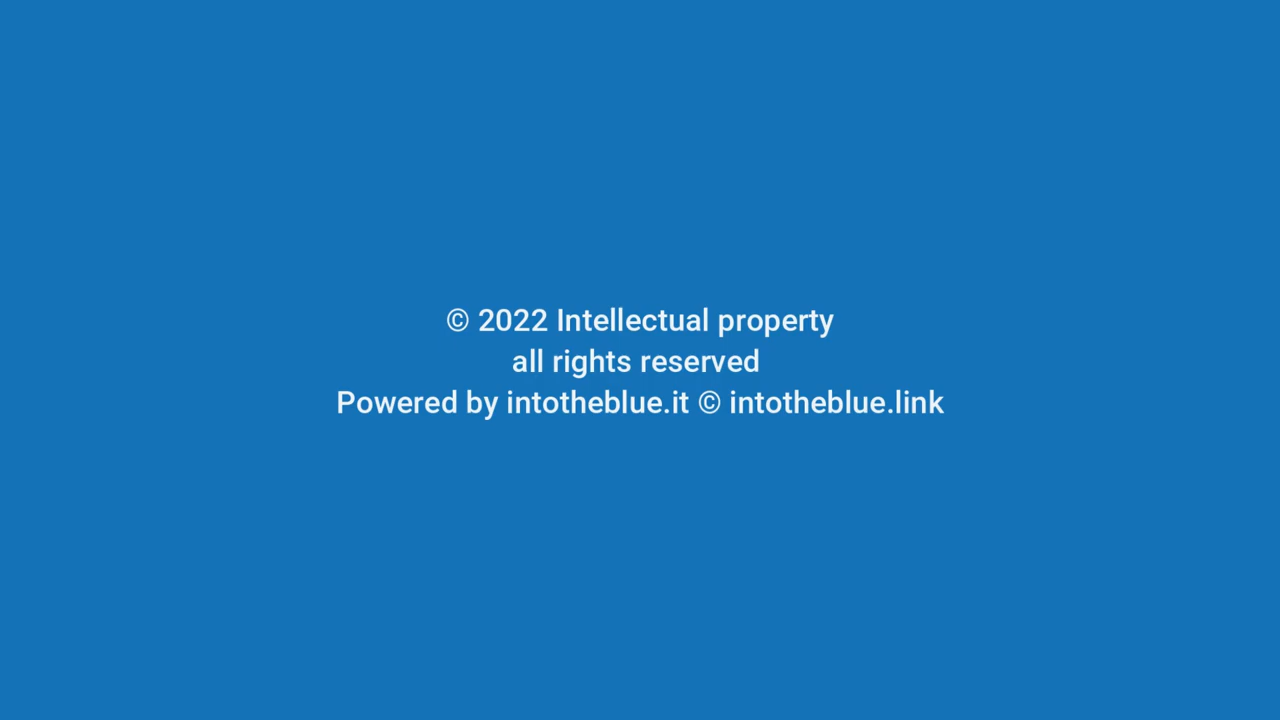 © 2022 Intellectual property
all rights reserved
Powered by intotheblue.it © intotheblue.link